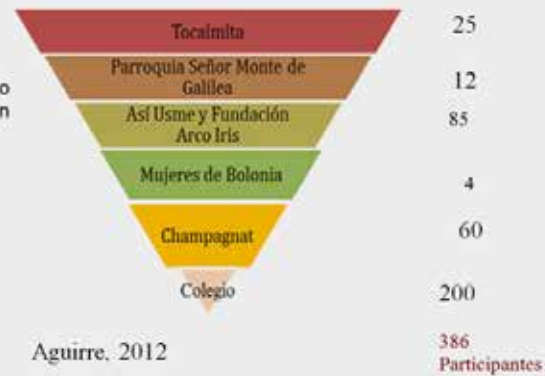 Tocaimita 25
o
n
Parroquia Señor Monte de
Galilea 12
Así Usme y Fundación
Arco Iris 85
Mujeres de Bolonia 4
Champagnat 60
Colegio 200
Aguirre, 2012
386
Participantes